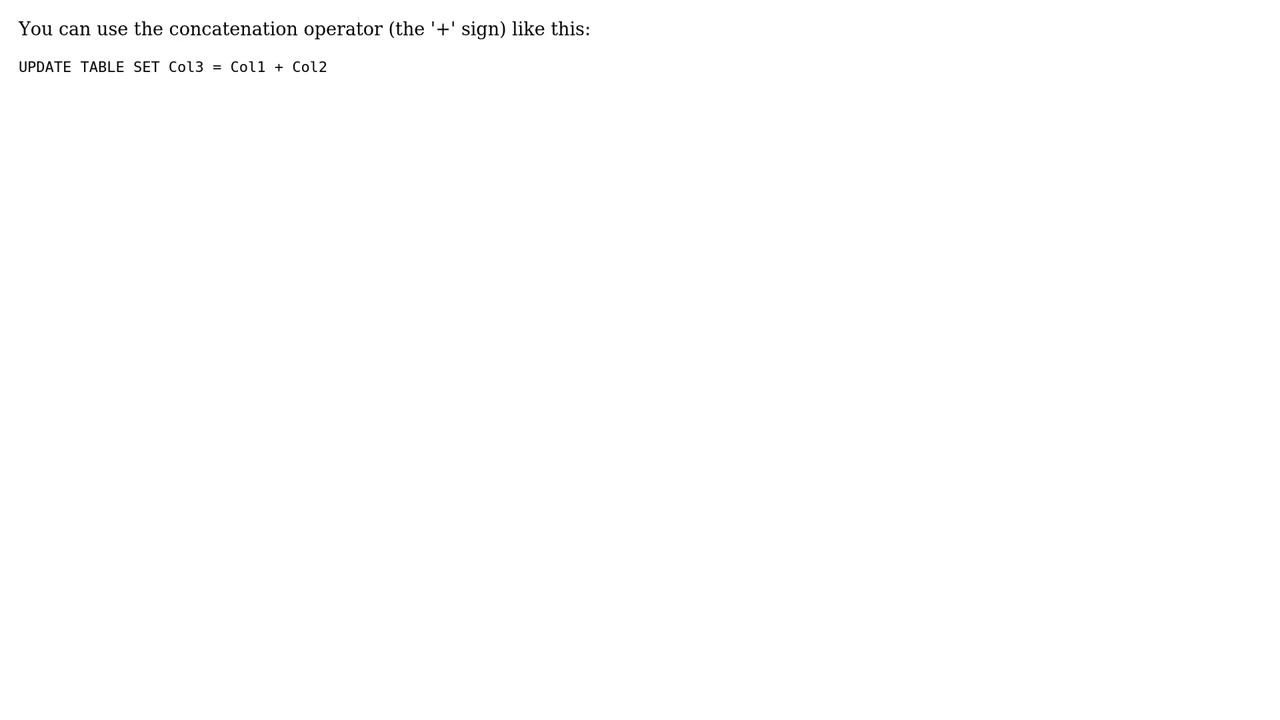 You can use the concatenation operator (the '+' sign) like this:
UPDATE TABLE SET Col3 = Col1 + Col2